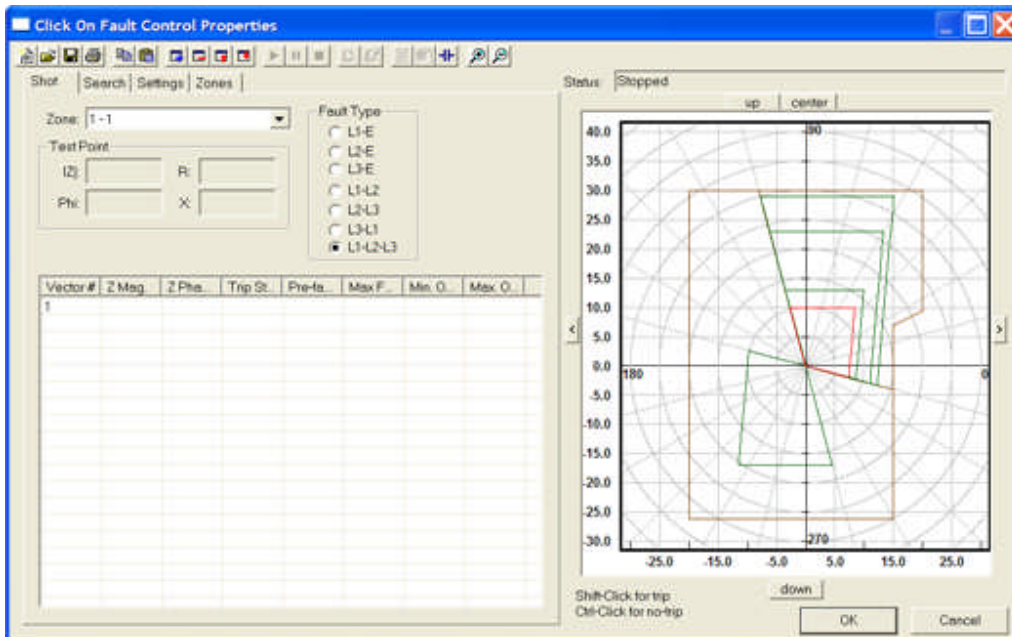 Click On Fault Control Properties
Shot Search Settings Zones
Status: Stopped
up center
Zone: 1 - 1
Fault Type
L1-E
L2-E
L3-E
L1-L2
L2-L3
L3-L1
L1-L2-L3
Test Point
|Z|: R:
Phi: X:
Vector # Z Mag... Z Pha... Trip St... Pre-fa... Max F... Min. O... Max. O...
1
40.0
35.0
30.0
25.0
20.0
15.0
10.0
5.0
0.0
-5.0
-10.0
-15.0
-20.0
-25.0
-30.0
90
180
0
-270
-25.0 -15.0 -5.0 5.0 15.0 25.0
< >
down
Shift-Click for trip
Ctrl-Click for no-trip
OK Cancel